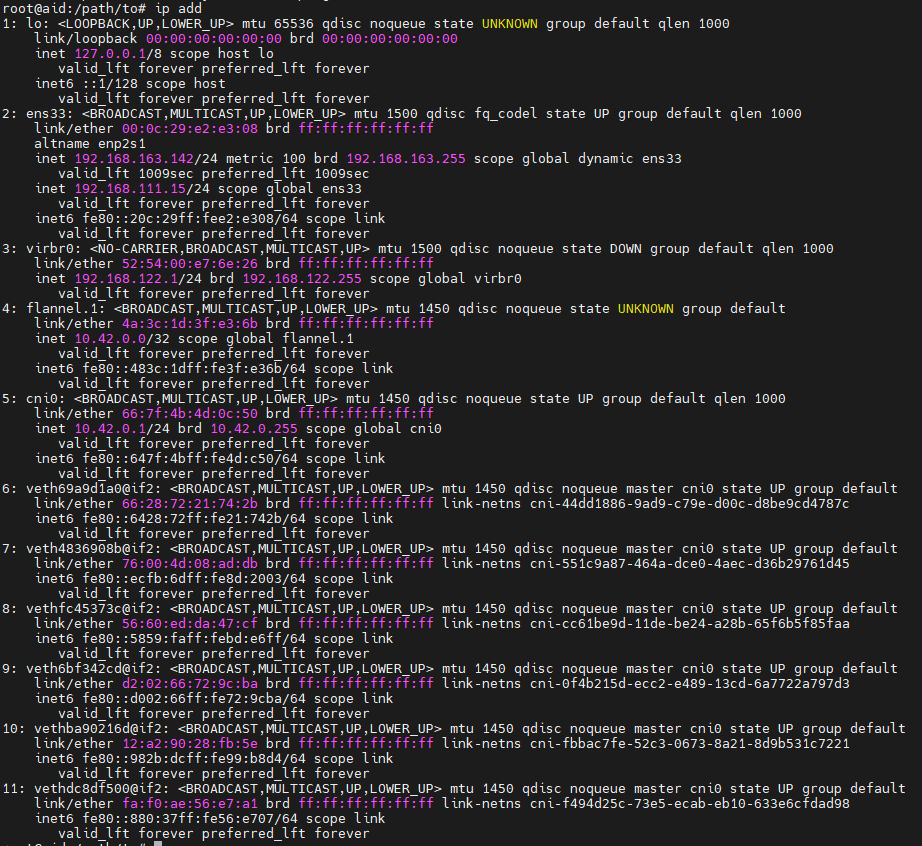 root@aid:/path/to# ip add
1: lo: <LOOPBACK,UP,LOWER_UP> mtu 65536 qdisc noqueue state UNKNOWN group default qlen 1000
    link/loopback 00:00:00:00:00:00 brd 00:00:00:00:00:00
    inet 127.0.0.1/8 scope host lo
       valid_lft forever preferred_lft forever
    inet6 ::1/128 scope host
       valid_lft forever preferred_lft forever
2: ens33: <BROADCAST,MULTICAST,UP,LOWER_UP> mtu 1500 qdisc fq_codel state UP group default qlen 1000
    link/ether 00:0c:29:e2:e3:08 brd ff:ff:ff:ff:ff:ff
    altname enp2s1
    inet 192.168.163.142/24 metric 100 brd 192.168.163.255 scope global dynamic ens33
       valid_lft 1009sec preferred_lft 1009sec
    inet 192.168.111.15/24 scope global ens33
       valid_lft forever preferred_lft forever
    inet6 fe80::20c:29ff:fee2:e308/64 scope link
       valid_lft forever preferred_lft forever
3: virbr0: <NO-CARRIER,BROADCAST,MULTICAST,UP> mtu 1500 qdisc noqueue state DOWN group default qlen 1000
    link/ether 52:54:00:e7:6e:26 brd ff:ff:ff:ff:ff:ff
    inet 192.168.122.1/24 brd 192.168.122.255 scope global virbr0
       valid_lft forever preferred_lft forever
4: flannel.1: <BROADCAST,MULTICAST,UP,LOWER_UP> mtu 1450 qdisc noqueue state UNKNOWN group default
    link/ether 4a:3c:1d:3f:e3:6b brd ff:ff:ff:ff:ff:ff
    inet 10.42.0.0/32 scope global flannel.1
       valid_lft forever preferred_lft forever
    inet6 fe80::483c:1dff:fe3f:e36b/64 scope link
       valid_lft forever preferred_lft forever
5: cni0: <BROADCAST,MULTICAST,UP,LOWER_UP> mtu 1450 qdisc noqueue state UP group default qlen 1000
    link/ether 66:7f:4b:4d:0c:50 brd ff:ff:ff:ff:ff:ff
    inet 10.42.0.1/24 brd 10.42.0.255 scope global cni0
       valid_lft forever preferred_lft forever
    inet6 fe80::647f:4bff:fe4d:c50/64 scope link
       valid_lft forever preferred_lft forever
6: veth69a9d1a0@if2: <BROADCAST,MULTICAST,UP,LOWER_UP> mtu 1450 qdisc noqueue master cni0 state UP group default
    link/ether 66:28:72:21:74:2b brd ff:ff:ff:ff:ff:ff link-netns cni-44dd1886-9ad9-c79e-d00c-d8be9cd4787c
    inet6 fe80::6428:72ff:fe21:742b/64 scope link
       valid_lft forever preferred_lft forever
7: veth4836908b@if2: <BROADCAST,MULTICAST,UP,LOWER_UP> mtu 1450 qdisc noqueue master cni0 state UP group default
    link/ether 76:00:4d:08:ad:db brd ff:ff:ff:ff:ff:ff link-netns cni-551c9a87-464a-dce0-4aec-d36b29761d45
    inet6 fe80::ecfb:6dff:fe8d:2003/64 scope link
       valid_lft forever preferred_lft forever
8: vethfc45373c@if2: <BROADCAST,MULTICAST,UP,LOWER_UP> mtu 1450 qdisc noqueue master cni0 state UP group default
    link/ether 56:60:ed:da:47:cf brd ff:ff:ff:ff:ff:ff link-netns cni-cc61be9d-11de-be24-a28b-65f6b5f85faa
    inet6 fe80::5859:faff:febd:e6ff/64 scope link
       valid_lft forever preferred_lft forever
9: veth6bf342cd@if2: <BROADCAST,MULTICAST,UP,LOWER_UP> mtu 1450 qdisc noqueue master cni0 state UP group default
    link/ether d2:02:66:72:9c:ba brd ff:ff:ff:ff:ff:ff link-netns cni-0f4b215d-ecc2-e489-13cd-6a7722a797d3
    inet6 fe80::d002:66ff:fe72:9cba/64 scope link
       valid_lft forever preferred_lft forever
10: vethba90216d@if2: <BROADCAST,MULTICAST,UP,LOWER_UP> mtu 1450 qdisc noqueue master cni0 state UP group default
    link/ether 12:a2:90:28:fb:5e brd ff:ff:ff:ff:ff:ff link-netns cni-fbbac7fe-52c3-0673-8a21-8d9b531c7221
    inet6 fe80::982b:dcff:fe99:b8d4/64 scope link
       valid_lft forever preferred_lft forever
11: vethdc8df500@if2: <BROADCAST,MULTICAST,UP,LOWER_UP> mtu 1450 qdisc noqueue master cni0 state UP group default
    link/ether fa:f0:ae:56:e7:a1 brd ff:ff:ff:ff:ff:ff link-netns cni-f494d25c-73e5-ecab-eb10-633e6cfdad98
    inet6 fe80::880:37ff:fe56:e707/64 scope link
       valid_lft forever preferred_lft forever